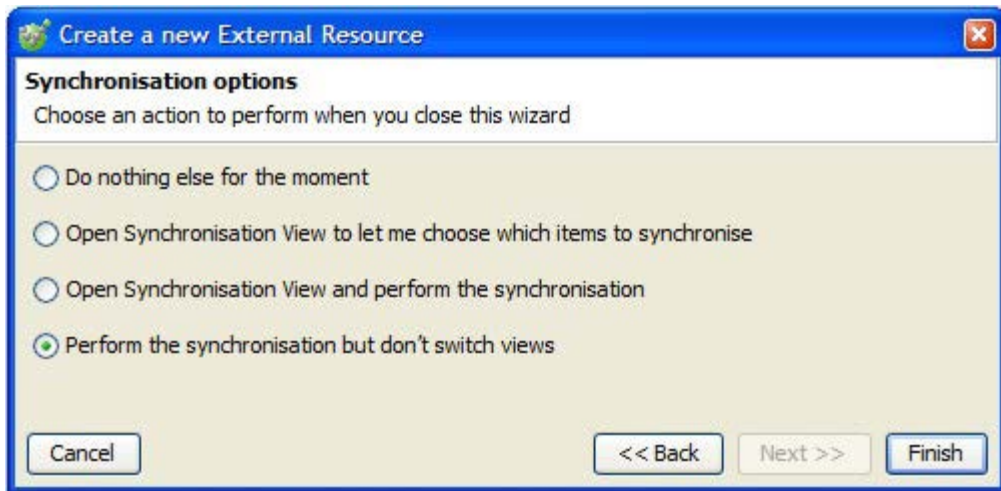 Create a new External Resource
Synchronisation options
Choose an action to perform when you close this wizard
Do nothing else for the moment
Open Synchronisation View to let me choose which items to synchronise
Open Synchronisation View and perform the synchronisation
Perform the synchronisation but don't switch views
Cancel << Back Next >> Finish